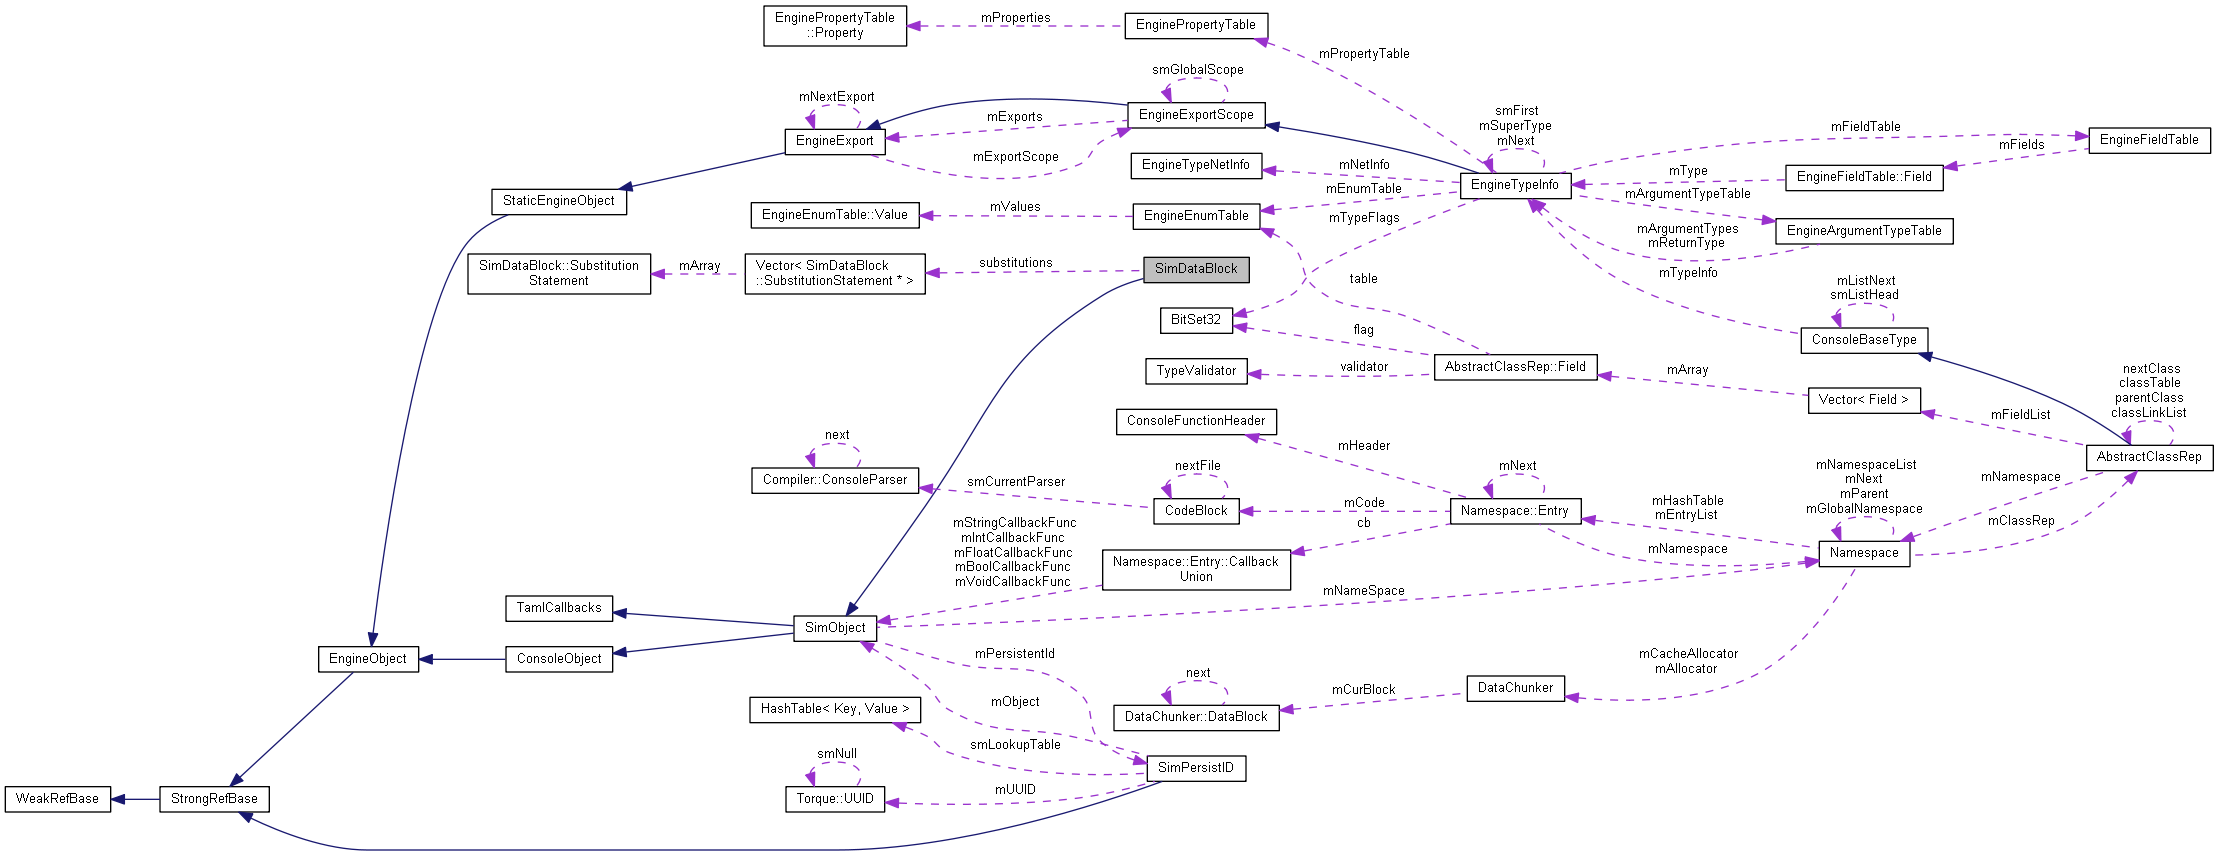 EnginePropertyTable
::Property
mProperties
EnginePropertyTable
mPropertyTable
smGlobalScope
mNextExport
EngineExport
mExports
mExportScope
EngineExportScope
smFirst
mSuperType
mNext
EngineTypeInfo
mFieldTable
EngineFieldTable
mFields
mType
EngineFieldTable::Field
EngineTypeNetInfo
mNetInfo
mEnumTable
mTypeFlags
mArgumentTypeTable
EngineArgumentTypeTable
mArgumentTypes
mReturnType
mTypeInfo
StaticEngineObject
EngineEnumTable::Value
mValues
EngineEnumTable
SimDataBlock::Substitution
Statement
mArray
Vector< SimDataBlock
::SubstitutionStatement * >
substitutions
SimDataBlock
table
BitSet32
flag
mListNext
smListHead
ConsoleBaseType
TypeValidator
validator
AbstractClassRep::Field
mArray
Vector< Field >
mFieldList
nextClass
classTable
parentClass
classLinkList
AbstractClassRep
ConsoleFunctionHeader
mHeader
next
Compiler::ConsoleParser
smCurrentParser
nextFile
CodeBlock
mCode
cb
mNext
Namespace::Entry
mHashTable
mEntryList
mNamespace
mNamespaceList
mNext
mParent
mGlobalNamespace
Namespace
mNamespace
mClassRep
mStringCallbackFunc
mIntCallbackFunc
mFloatCallbackFunc
mBoolCallbackFunc
mVoidCallbackFunc
Namespace::Entry::Callback
Union
mNameSpace
TamlCallbacks
SimObject
EngineObject
ConsoleObject
mPersistentId
mObject
mCacheAllocator
mAllocator
next
DataChunker::DataBlock
mCurBlock
DataChunker
HashTable< Key, Value >
smLookupTable
smNull
Torque::UUID
mUUID
SimPersistID
WeakRefBase
StrongRefBase